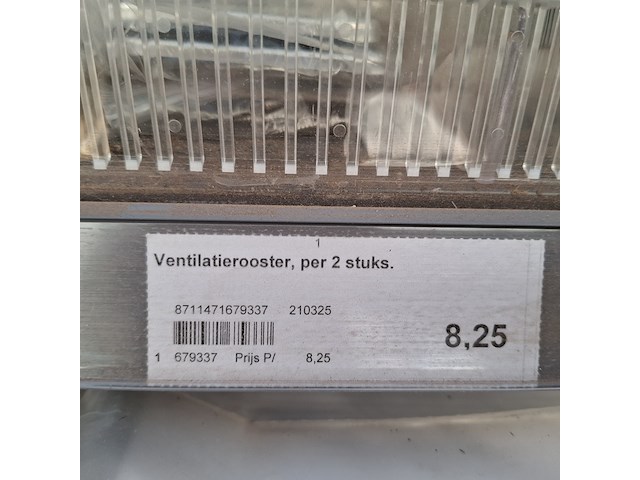 1
Ventilatierooster, per 2 stuks.
8711471679337 210325
8,25
1 679337 Prijs P/ 8,25